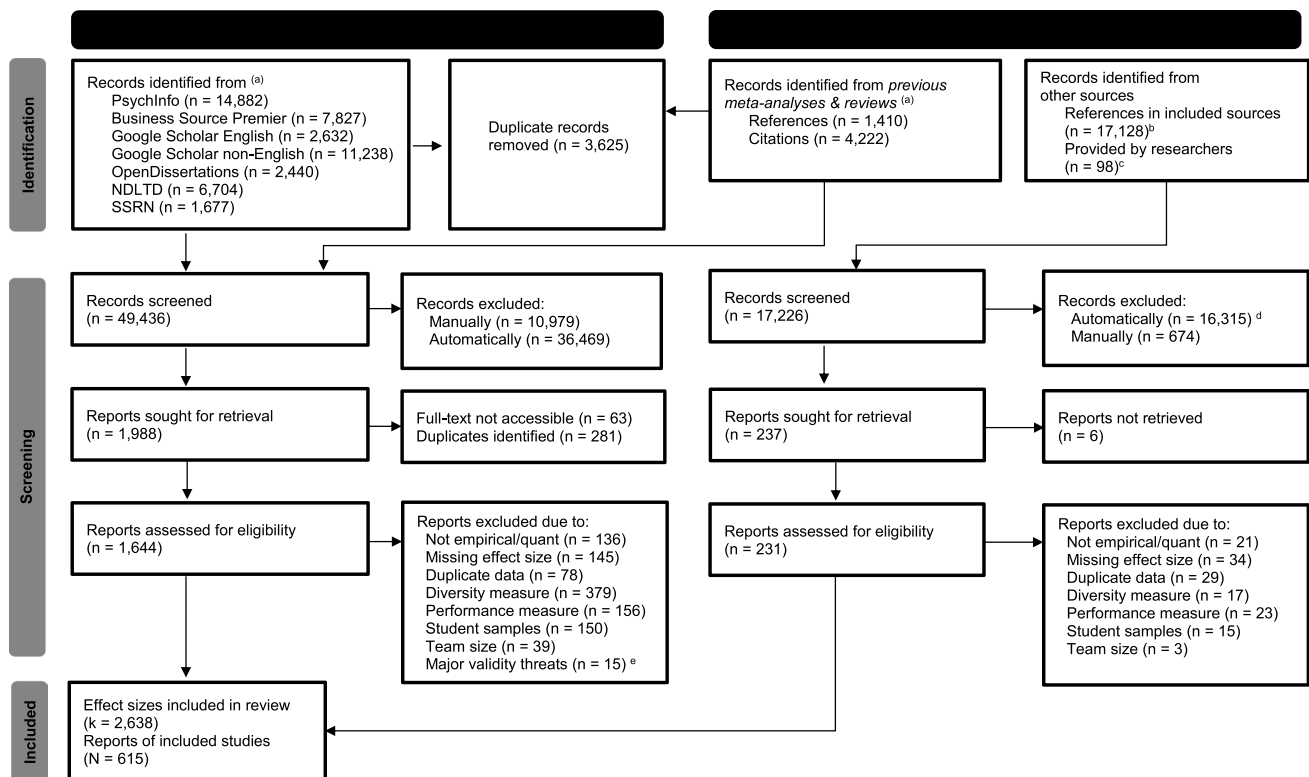 Identification
Records identified from (a)
PsychInfo (n = 14,882)
Business Source Premier (n = 7,827)
Google Scholar English (n = 2,632)
Google Scholar non-English (n = 11,238)
OpenDissertations (n = 2,440)
NDLTD (n = 6,704)
SSRN (n = 1,677)
Duplicate records
removed (n = 3,625)
Records identified from previous
meta-analyses & reviews (a)
References (n = 1,410)
Citations (n = 4,222)
Records identified from
other sources
References in included sources
(n = 17,128)b
Provided by researchers
(n = 98)c
Screening
Records screened
(n = 49,436)
Records excluded:
Manually (n = 10,979)
Automatically (n = 36,469)
Records screened
(n = 17,226)
Records excluded:
Automatically (n = 16,315) d
Manually (n = 674)
Reports sought for retrieval
(n = 1,988)
Full-text not accessible (n = 63)
Duplicates identified (n = 281)
Reports sought for retrieval
(n = 237)
Reports not retrieved
(n = 6)
Reports assessed for eligibility
(n = 1,644)
Reports excluded due to:
Not empirical/quant (n = 136)
Missing effect size (n = 145)
Duplicate data (n = 78)
Diversity measure (n = 379)
Performance measure (n = 156)
Student samples (n = 150)
Team size (n = 39)
Major validity threats (n = 15) e
Reports assessed for eligibility
(n = 231)
Reports excluded due to:
Not empirical/quant (n = 21)
Missing effect size (n = 34)
Duplicate data (n = 29)
Diversity measure (n = 17)
Performance measure (n = 23)
Student samples (n = 15)
Team size (n = 3)
Included
Effect sizes included in review
(k = 2,638)
Reports of included studies
(N = 615)